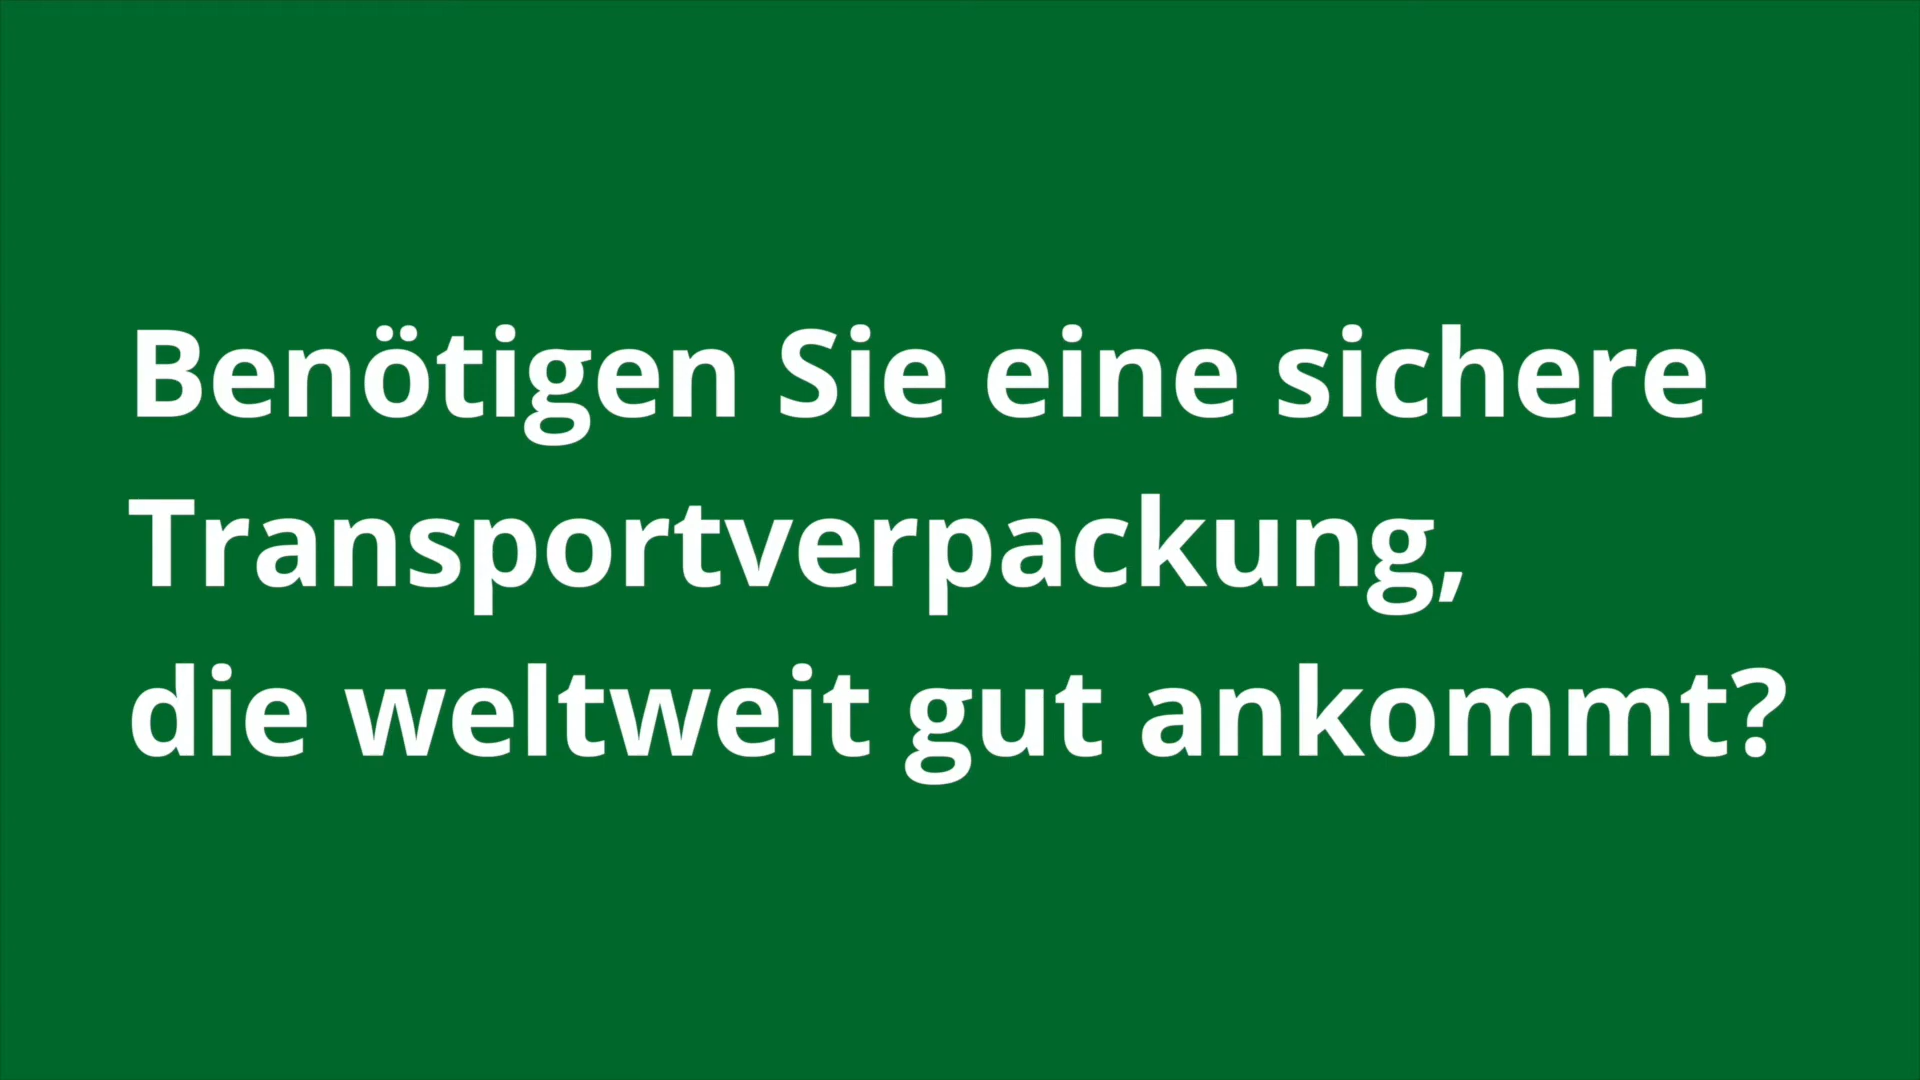 Benötigen Sie eine sichere
Transportverpackung,
die weltweit gut ankommt?